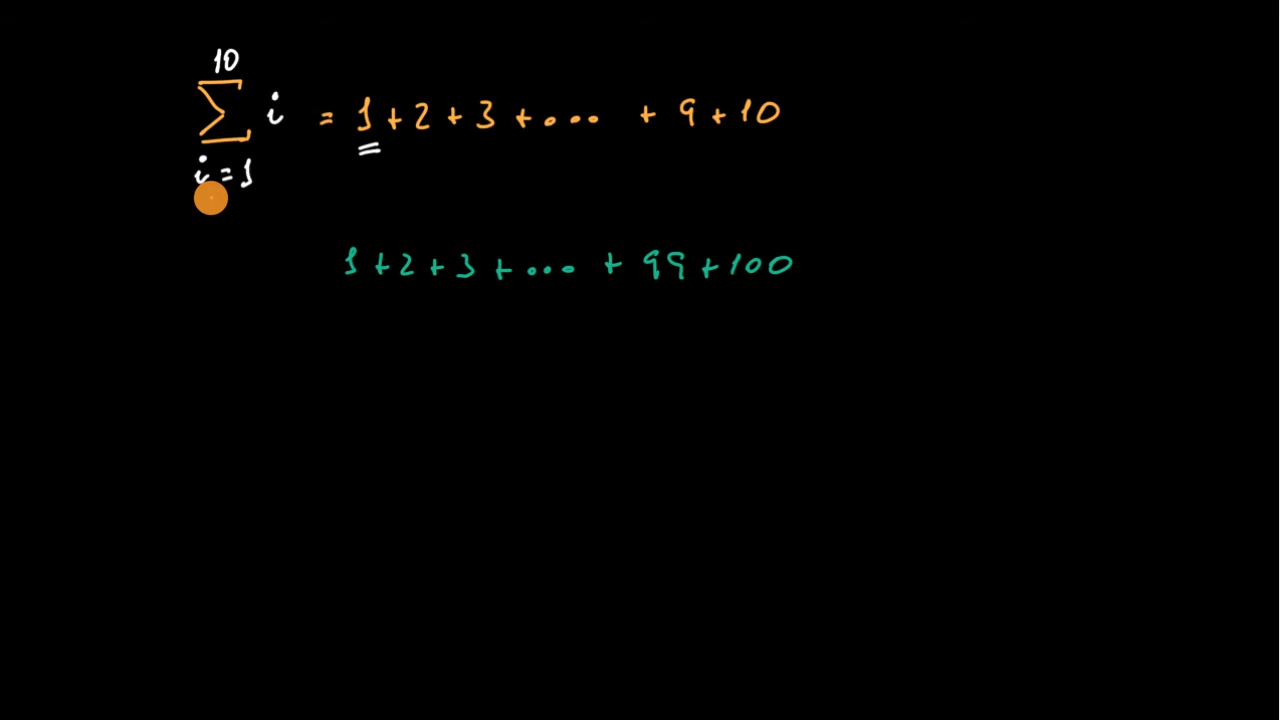 10
∑ i = 1 + 2 + 3 + ... + 9 + 10
i = 1
1 + 2 + 3 + ... + 99 + 100